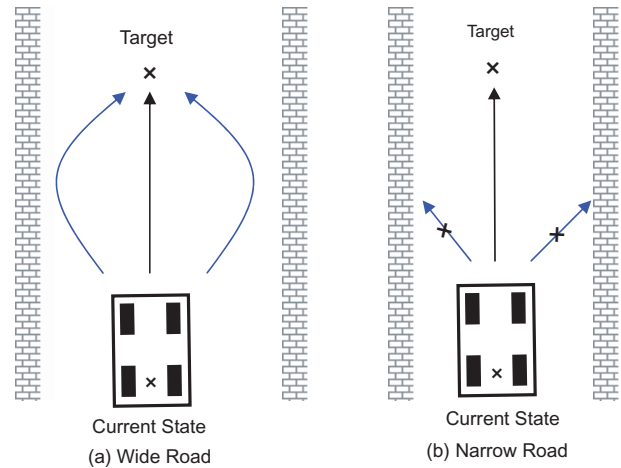 Target
Current State
(a) Wide Road
Target
Current State
(b) Narrow Road